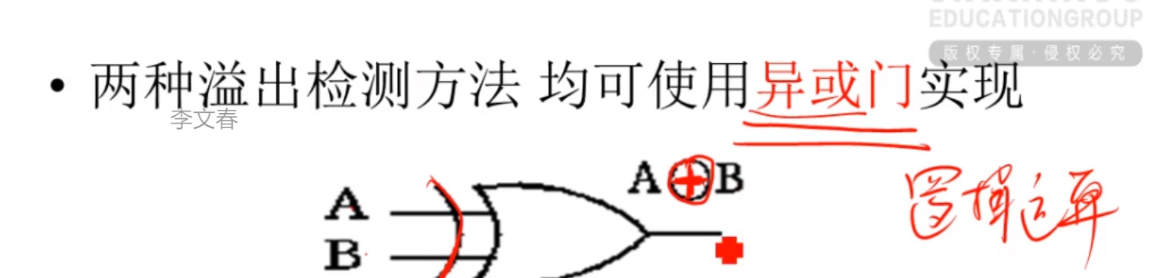 EDUCATIONGROUP
版权专属·侵权必究
• 两种溢出检测方法 均可使用异或门实现
李文春
A⊕B
A
B
逻辑运算